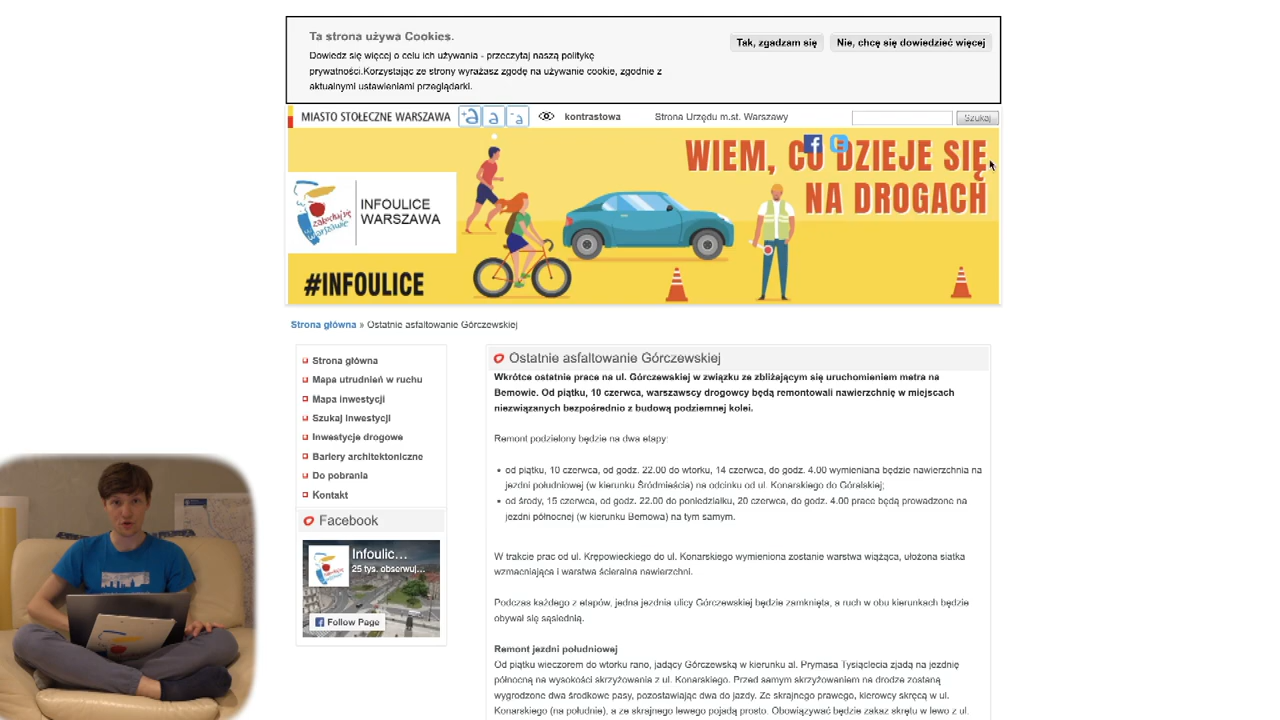 Ta strona używa Cookies.
Dowiedz się więcej o celu ich używania - przeczytaj naszą politykę
prywatności.Korzystając ze strony wyrażasz zgodę na używanie cookie, zgodnie z
aktualnymi ustawieniami przeglądarki.
Tak, zgadzam się
Nie, chcę się dowiedzieć więcej
MIASTO STOŁECZNE WARSZAWA
+a a -a
kontrastowa
Strona Urzędu m.st. Warszawy
Szukaj
WIEM, CO DZIEJE SIĘ
NA DROGACH
zakochaj się
w Warszawie
INFOULICE
WARSZAWA
#INFOULICE
Strona główna » Ostatnie asfaltowanie Górczewskiej
Strona główna
Mapa utrudnień w ruchu
Mapa inwestycji
Szukaj inwestycji
Inwestycje drogowe
Bariery architektoniczne
Do pobrania
Kontakt
Facebook
Infoulic...
25 tys. obserwuj...
Follow Page
Ostatnie asfaltowanie Górczewskiej
Wkrótce ostatnie prace na ul. Górczewskiej w związku ze zbliżającym się uruchomieniem metra na
Bemowie. Od piątku, 10 czerwca, warszawscy drogowcy będą remontowali nawierzchnię w miejscach
niezwiązanych bezpośrednio z budową podziemnej kolei.
Remont podzielony będzie na dwa etapy:
od piątku, 10 czerwca, od godz. 22.00 do wtorku, 14 czerwca, do godz. 4.00 wymieniana będzie nawierzchnia na
jezdni południowej (w kierunku Śródmieścia) na odcinku od ul. Konarskiego do Góralskiej;
od środy, 15 czerwca, od godz. 22.00 do poniedziałku, 20 czerwca, do godz. 4.00 prace będą prowadzone na
jezdni północnej (w kierunku Bemowa) na tym samym.
W trakcie prac od ul. Krępowieckiego do ul. Konarskiego wymieniona zostanie warstwa wiążąca, ułożona siatka
wzmacniająca i warstwa ścieralna nawierzchni.
Podczas każdego z etapów, jedna jezdnia ulicy Górczewskiej będzie zamknięta, a ruch w obu kierunkach będzie
obywał się sąsiednią.
Remont jezdni południowej
Od piątku wieczorem do wtorku rano, jadący Górczewską w kierunku al. Prymasa Tysiąclecia zjadą na jezdnię
północną na wysokości skrzyżowania z ul. Konarskiego. Przed samym skrzyżowaniem na drodze zostaną
wygrodzone dwa środkowe pasy, pozostawiając dwa do jazdy. Ze skrajnego prawego, kierowcy skręcą w ul.
Konarskiego (na południe), a ze skrajnego lewego pojadą prosto. Obowiązywać będzie zakaz skrętu w lewo z ul.